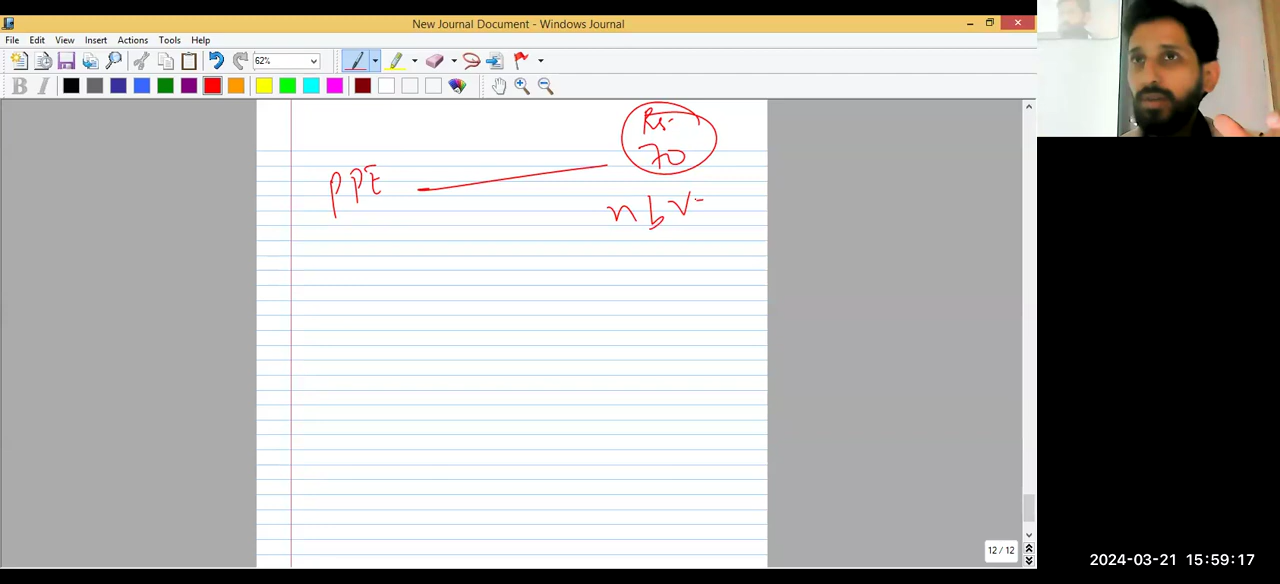 New Journal Document - Windows Journal
File Edit View Insert Actions Tools Help
62%
B I
Rs.
70
PPE
nbv
12 / 12
2024-03-21 15:59:17